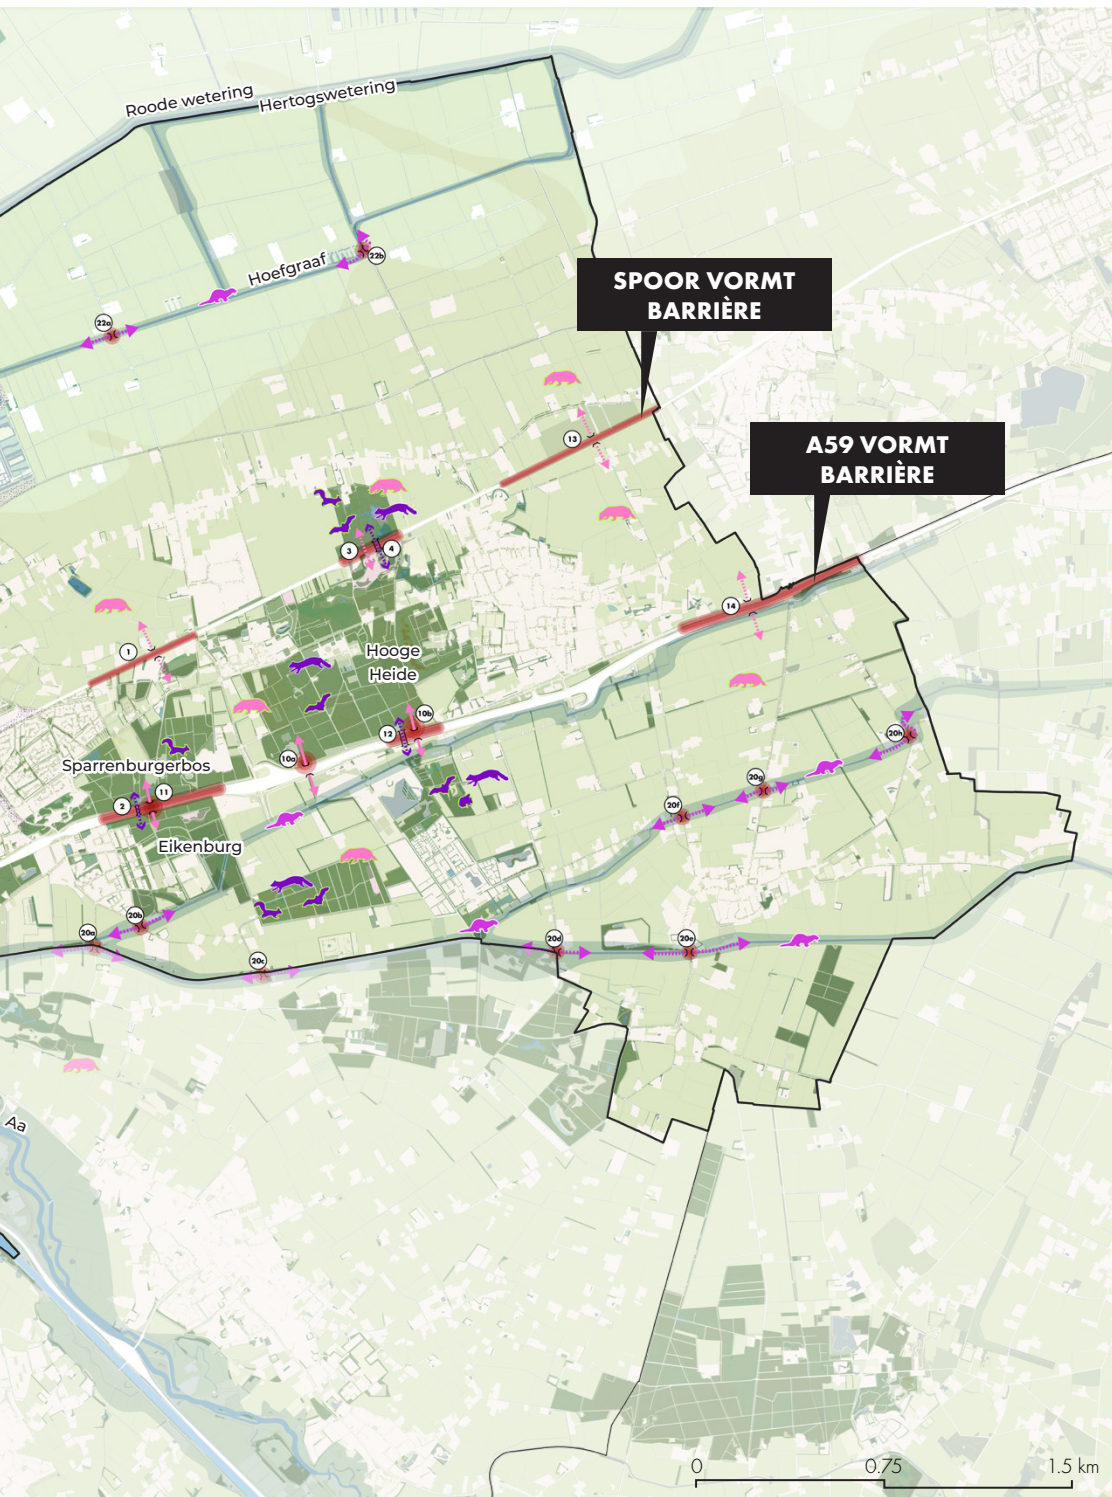 Roode wetering
Hertogswetering
Hoefgraaf
22b
22a
SPOOR VORMT
BARRIÈRE
13
A59 VORMT
BARRIÈRE
3
4
14
1
Hooge
Heide
10b
12
20h
10a
Sparrenburgerbos
20g
2
11
20f
Eikenburg
20b
20a
20d
20e
20c
Aa
0
0.75
1.5 km